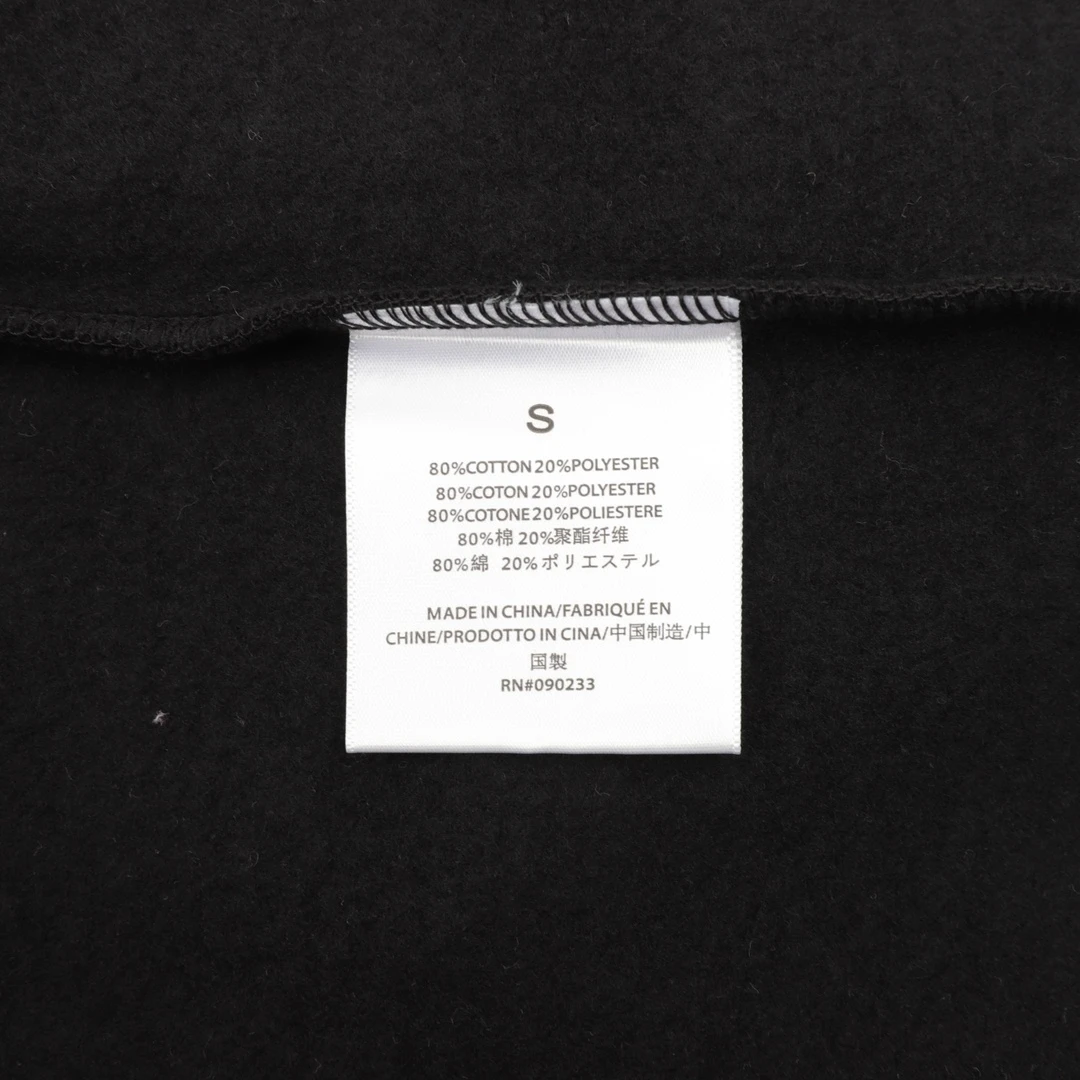 S
80%COTTON 20%POLYESTER
80%COTON 20%POLYESTER
80%COTONE20%POLIESTERE
80%棉 20%聚酯纤维
80%綿 20%ポリエステル
MADE IN CHINA/FABRIQUÉ EN
CHINE/PRODOTTO IN CINA/中国制造/中
国製
RN#090233